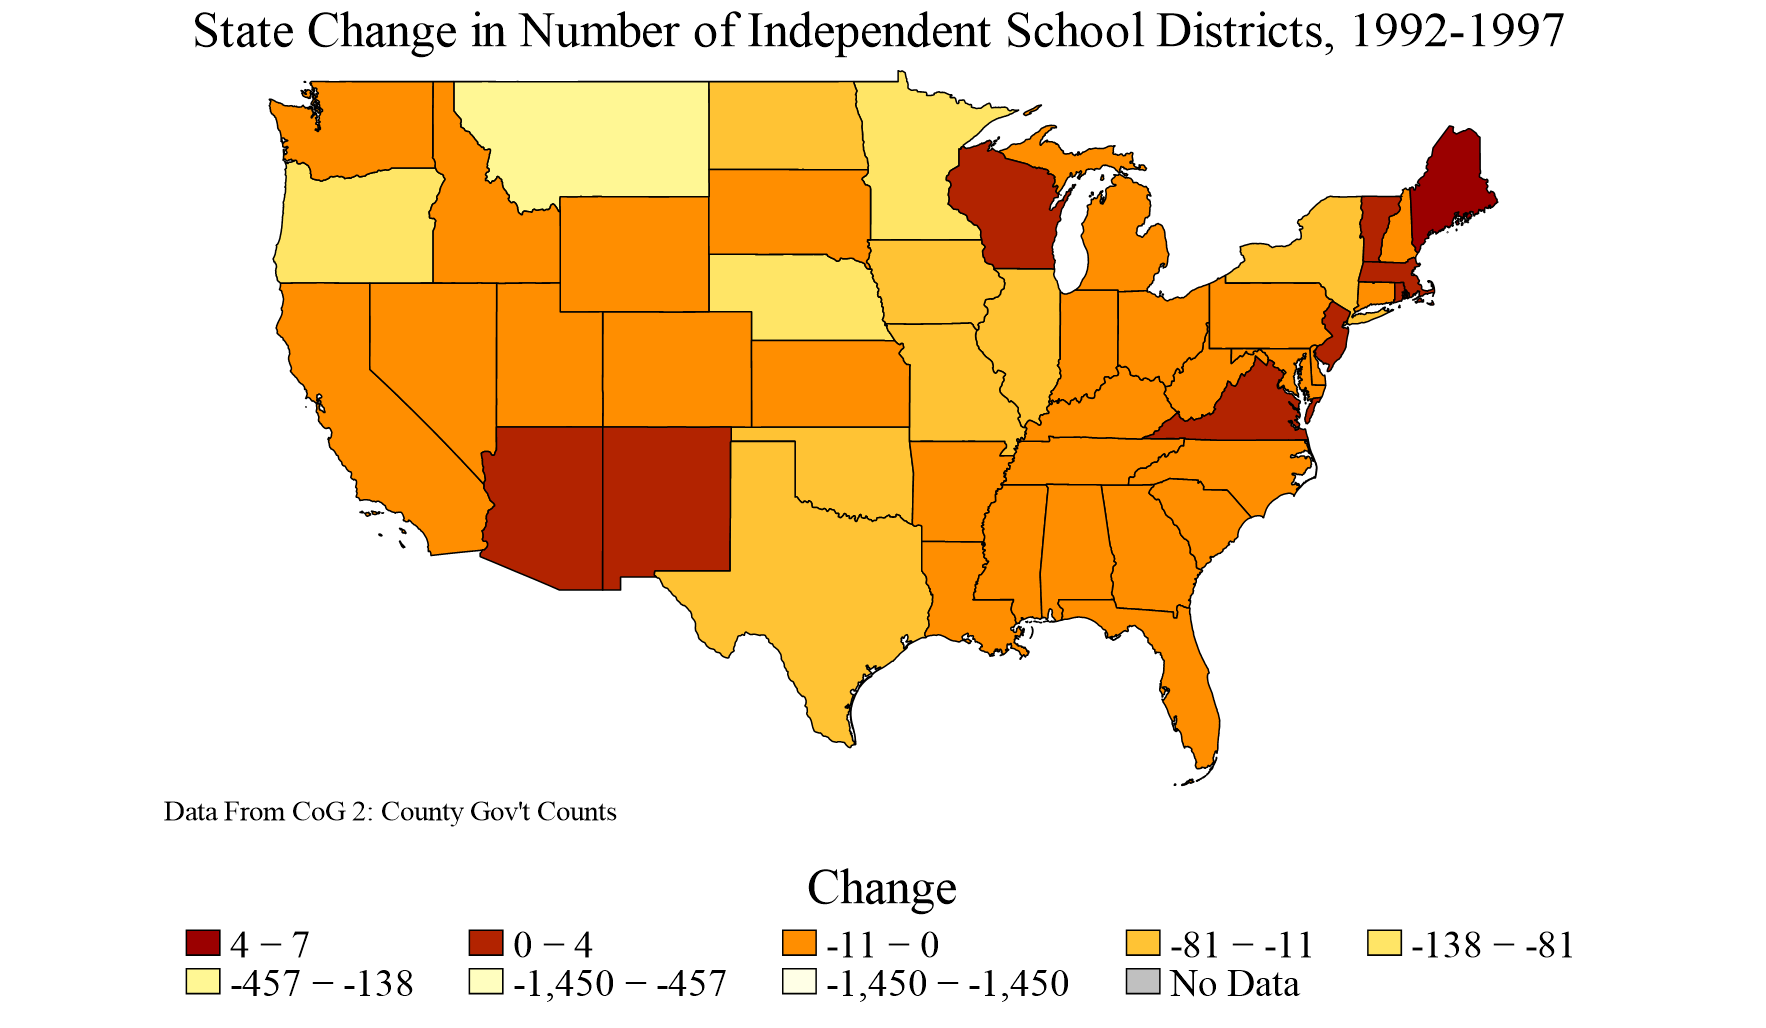 State Change in Number of Independent School Districts, 1992-1997
Data From CoG 2: County Gov't Counts
Change
4 − 7 0 − 4 -11 − 0 -81 − -11 -138 − -81
-457 − -138 -1,450 − -457 -1,450 − -1,450 No Data